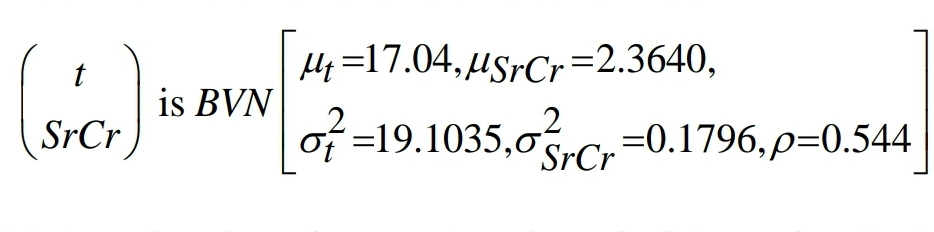 ( t SrCr ) is BVN [ μt =17.04, μSrCr =2.3640,
σt² =19.1035, σ²SrCr =0.1796, ρ=0.544 ]